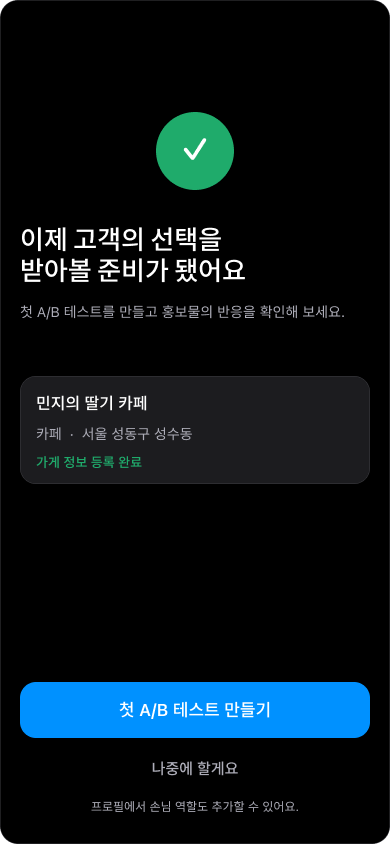 이제 고객의 선택을
받아볼 준비가 됐어요
첫 A/B 테스트를 만들고 홍보물의 반응을 확인해 보세요.
민지의 딸기 카페
카페 · 서울 성동구 성수동
가게 정보 등록 완료
첫 A/B 테스트 만들기
나중에 할게요
프로필에서 손님 역할도 추가할 수 있어요.